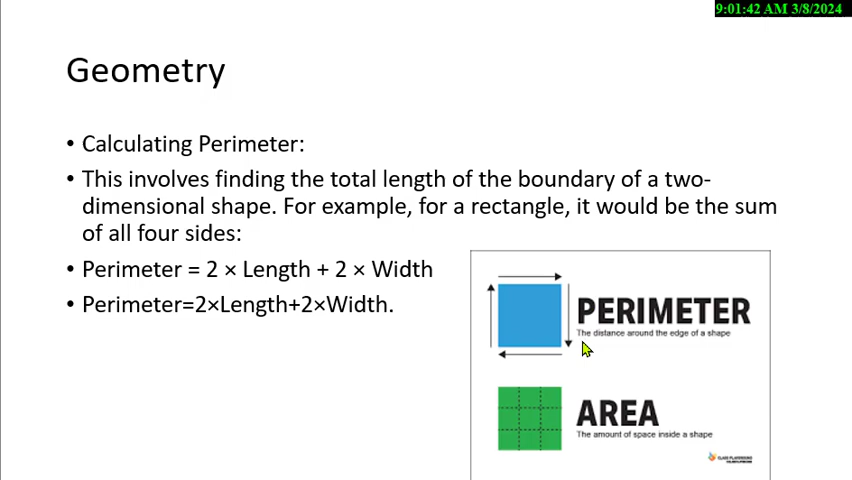 9:01:42 AM 3/8/2024
Geometry
• Calculating Perimeter:
• This involves finding the total length of the boundary of a two-
dimensional shape. For example, for a rectangle, it would be the sum
of all four sides:
• Perimeter = 2 × Length + 2 × Width
• Perimeter=2×Length+2×Width.
PERIMETER
The distance around the edge of a shape
AREA
The amount of space inside a shape